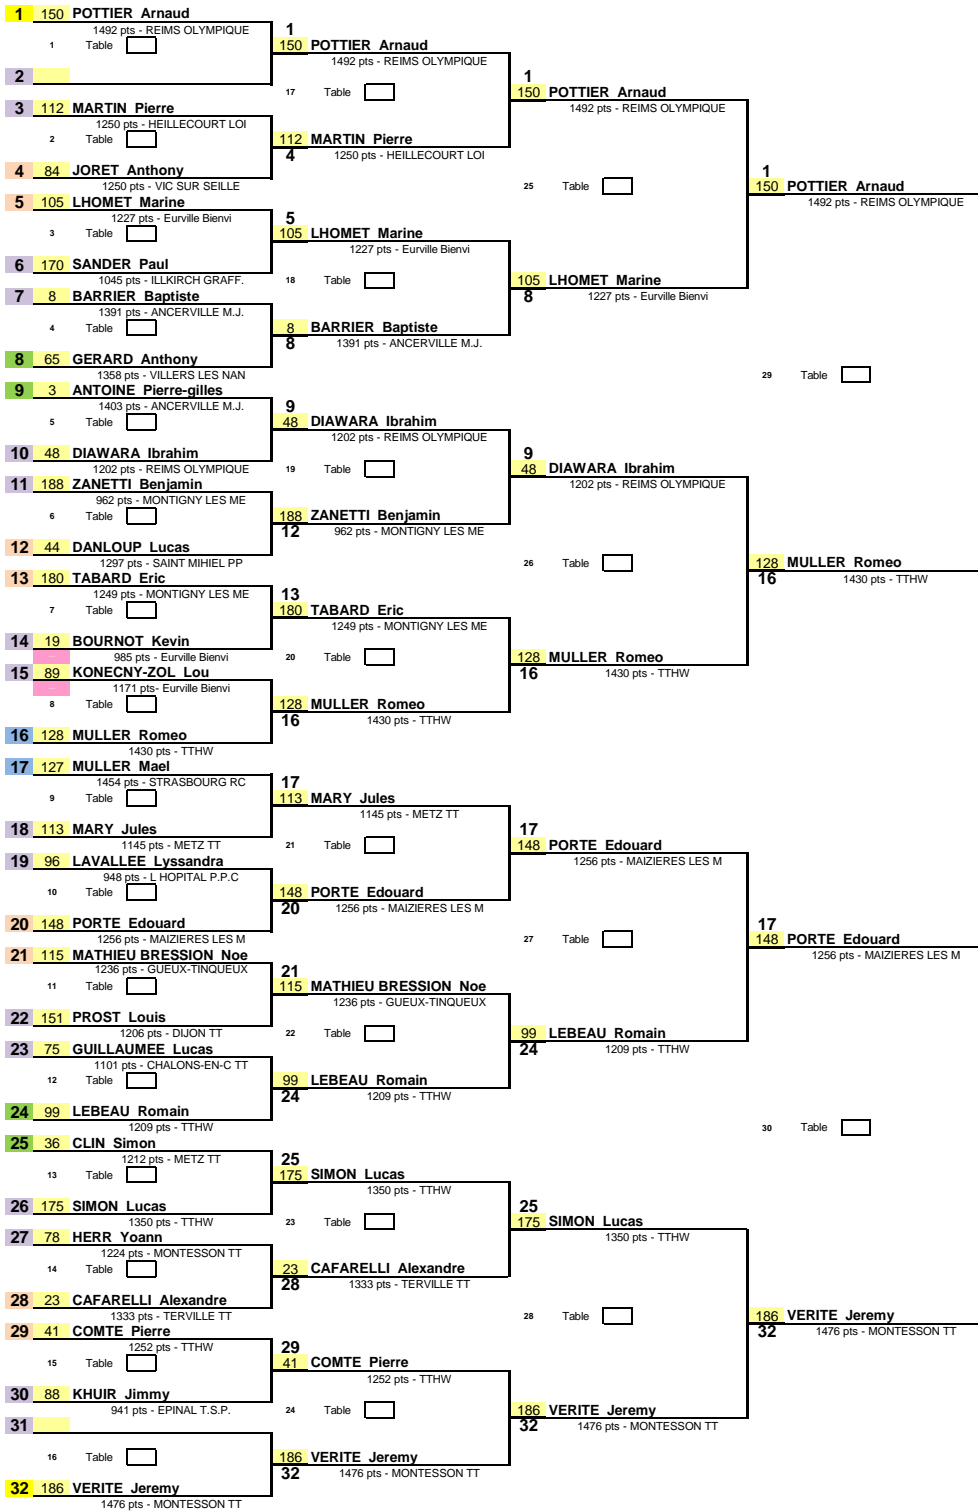 1 150 POTTIER Arnaud
1492 pts - REIMS OLYMPIQUE
1 Table
2
3 112 MARTIN Pierre
1250 pts - HEILLECOURT LOI
2 Table
4 84 JORET Anthony
1250 pts - VIC SUR SEILLE
5 105 LHOMET Marine
1227 pts - Eurville Bienvi
3 Table
6 170 SANDER Paul
1045 pts - ILLKIRCH GRAFF.
7 8 BARRIER Baptiste
1391 pts - ANCERVILLE M.J.
4 Table
8 65 GERARD Anthony
1358 pts - VILLERS LES NAN
9 3 ANTOINE Pierre-gilles
1403 pts - ANCERVILLE M.J.
5 Table
10 48 DIAWARA Ibrahim
1202 pts - REIMS OLYMPIQUE
11 188 ZANETTI Benjamin
962 pts - MONTIGNY LES ME
6 Table
12 44 DANLOUP Lucas
1297 pts - SAINT MIHIEL PP
13 180 TABARD Eric
1249 pts - MONTIGNY LES ME
7 Table
14 19 BOURNOT Kevin
985 pts - Eurville Bienvi
15 89 KONECNY-ZOL Lou
1171 pts- Eurville Bienvi
8 Table
16 128 MULLER Romeo
1430 pts - TTHW
17 127 MULLER Mael
1454 pts - STRASBOURG RC
9 Table
18 113 MARY Jules
1145 pts - METZ TT
19 96 LAVALLEE Lyssandra
948 pts - L HOPITAL P.P.C
10 Table
20 148 PORTE Edouard
1256 pts - MAIZIERES LES M
21 115 MATHIEU BRESSION Noe
1236 pts - GUEUX-TINQUEUX
11 Table
22 151 PROST Louis
1206 pts - DIJON TT
23 75 GUILLAUMEE Lucas
1101 pts - CHALONS-EN-C TT
12 Table
24 99 LEBEAU Romain
1209 pts - TTHW
25 36 CLIN Simon
1212 pts - METZ TT
13 Table
26 175 SIMON Lucas
1350 pts - TTHW
27 78 HERR Yoann
1224 pts - MONTESSON TT
14 Table
28 23 CAFARELLI Alexandre
1333 pts - TERVILLE TT
29 41 COMTE Pierre
1252 pts - TTHW
15 Table
30 88 KHUIR Jimmy
941 pts - EPINAL T.S.P.
31
16 Table
32 186 VERITE Jeremy
1476 pts - MONTESSON TT
1
150 POTTIER Arnaud
1492 pts - REIMS OLYMPIQUE
17 Table
112 MARTIN Pierre
4 1250 pts - HEILLECOURT LOI
5
105 LHOMET Marine
1227 pts - Eurville Bienvi
18 Table
8 BARRIER Baptiste
8 1391 pts - ANCERVILLE M.J.
9
48 DIAWARA Ibrahim
1202 pts - REIMS OLYMPIQUE
19 Table
188 ZANETTI Benjamin
12 962 pts - MONTIGNY LES ME
13
180 TABARD Eric
1249 pts - MONTIGNY LES ME
20 Table
128 MULLER Romeo
16 1430 pts - TTHW
17
113 MARY Jules
1145 pts - METZ TT
21 Table
148 PORTE Edouard
20 1256 pts - MAIZIERES LES M
21
115 MATHIEU BRESSION Noe
1236 pts - GUEUX-TINQUEUX
22 Table
99 LEBEAU Romain
24 1209 pts - TTHW
25
175 SIMON Lucas
1350 pts - TTHW
23 Table
23 CAFARELLI Alexandre
28 1333 pts - TERVILLE TT
29
41 COMTE Pierre
1252 pts - TTHW
24 Table
186 VERITE Jeremy
32 1476 pts - MONTESSON TT
1
150 POTTIER Arnaud
1492 pts - REIMS OLYMPIQUE
25 Table
105 LHOMET Marine
8 1227 pts - Eurville Bienvi
9
48 DIAWARA Ibrahim
1202 pts - REIMS OLYMPIQUE
26 Table
128 MULLER Romeo
16 1430 pts - TTHW
17
148 PORTE Edouard
1256 pts - MAIZIERES LES M
27 Table
99 LEBEAU Romain
24 1209 pts - TTHW
25
175 SIMON Lucas
1350 pts - TTHW
28 Table
186 VERITE Jeremy
32 1476 pts - MONTESSON TT
1
150 POTTIER Arnaud
1492 pts - REIMS OLYMPIQUE
29 Table
128 MULLER Romeo
16 1430 pts - TTHW
17
148 PORTE Edouard
1256 pts - MAIZIERES LES M
30 Table
186 VERITE Jeremy
32 1476 pts - MONTESSON TT